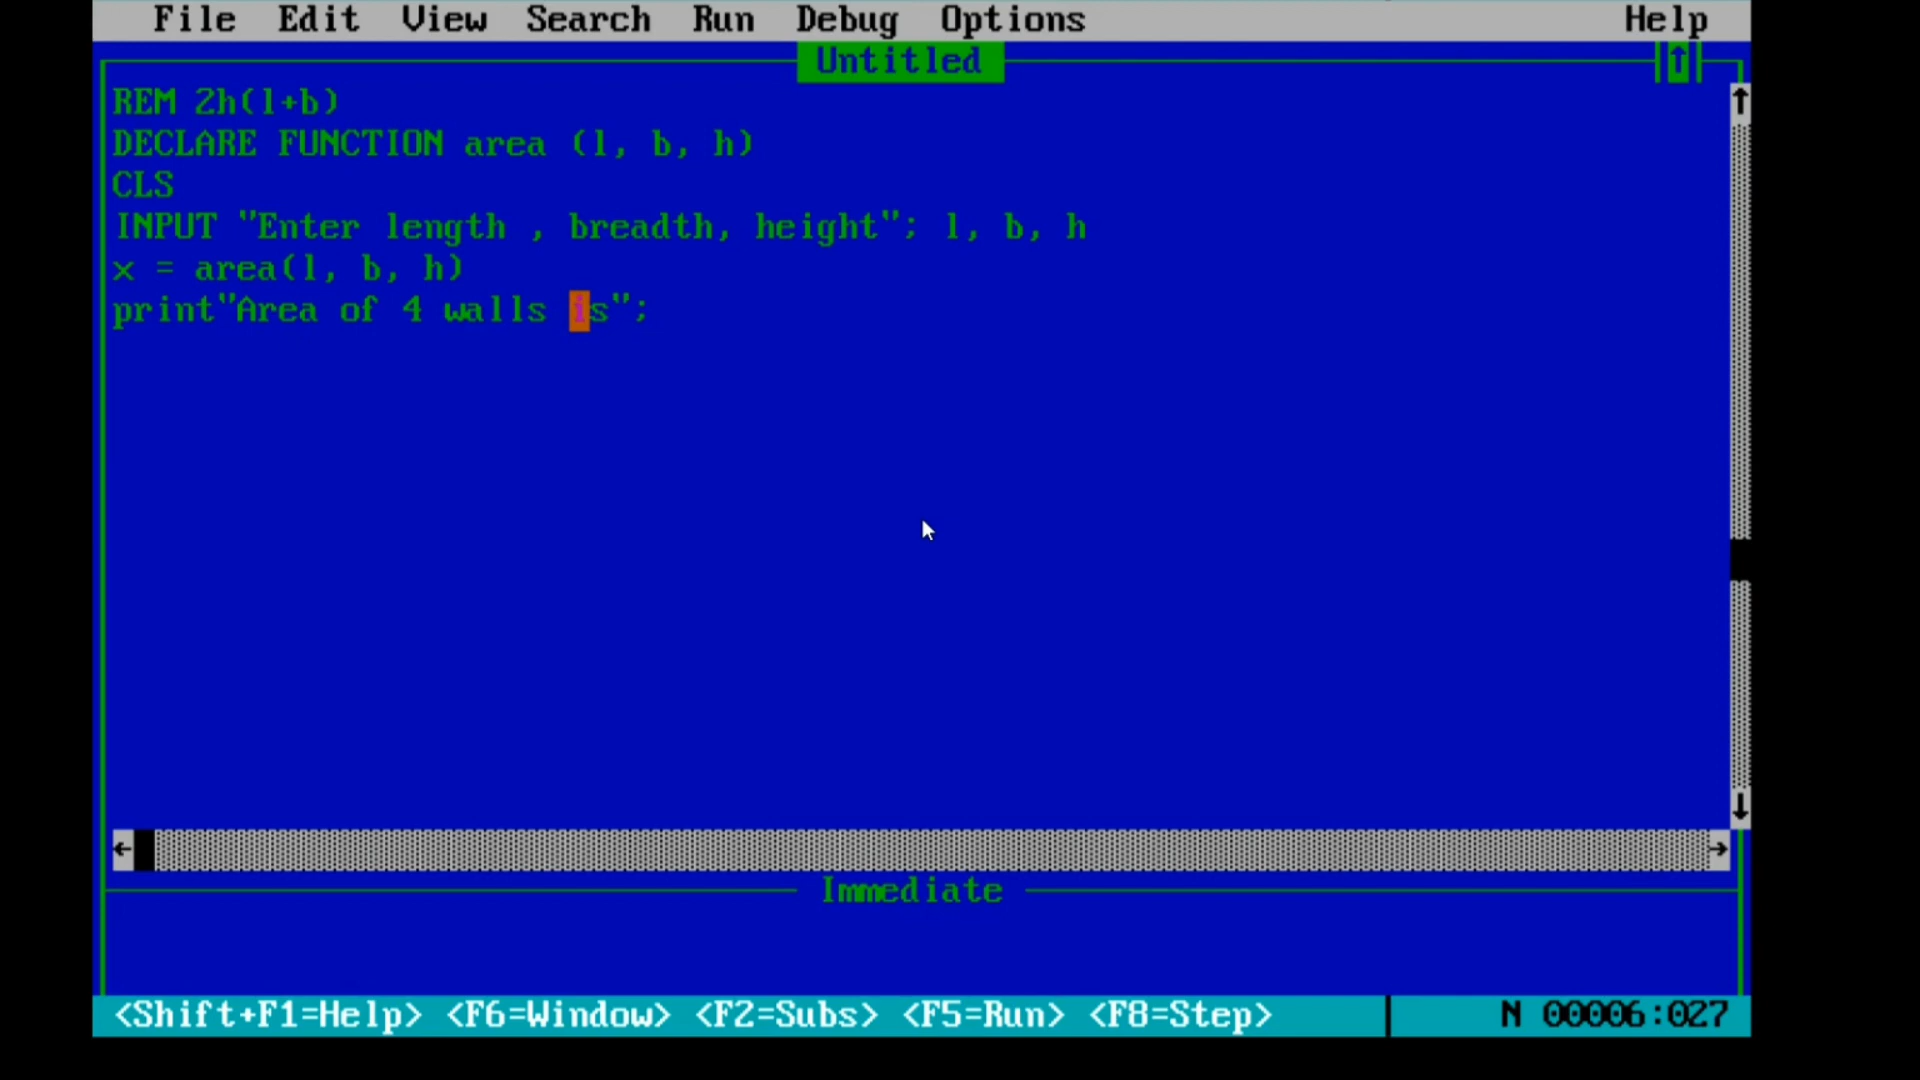 File Edit View Search Run Debug Options Help
Untitled
REM 2h(l+b)
DECLARE FUNCTION area (l, b, h)
CLS
INPUT "Enter length , breadth, height"; l, b, h
x = area(l, b, h)
print"Area of 4 walls is";
Immediate
<Shift+F1=Help> <F6=Window> <F2=Subs> <F5=Run> <F8=Step> N 00006:027